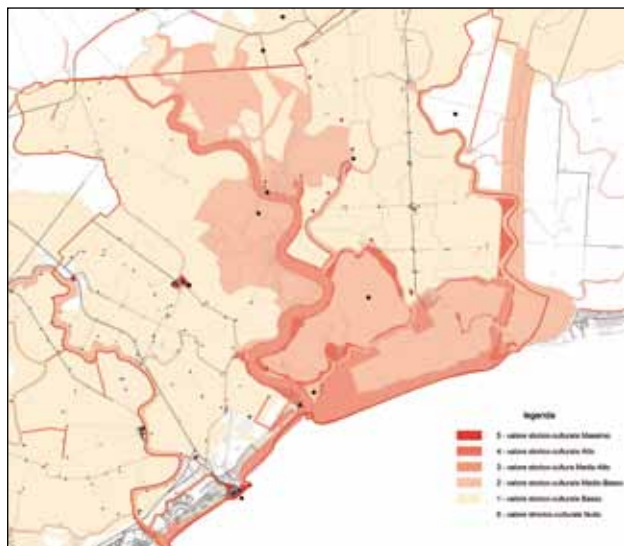 legenda
5 - valore storico-culturale Massimo
4 - valore storico-culturale Alto
3 - valore storico-culturale Medio-Alto
2 - valore storico-culturale Medio-Basso
1 - valore storico-culturale Basso
0 - valore storico-culturale Nullo